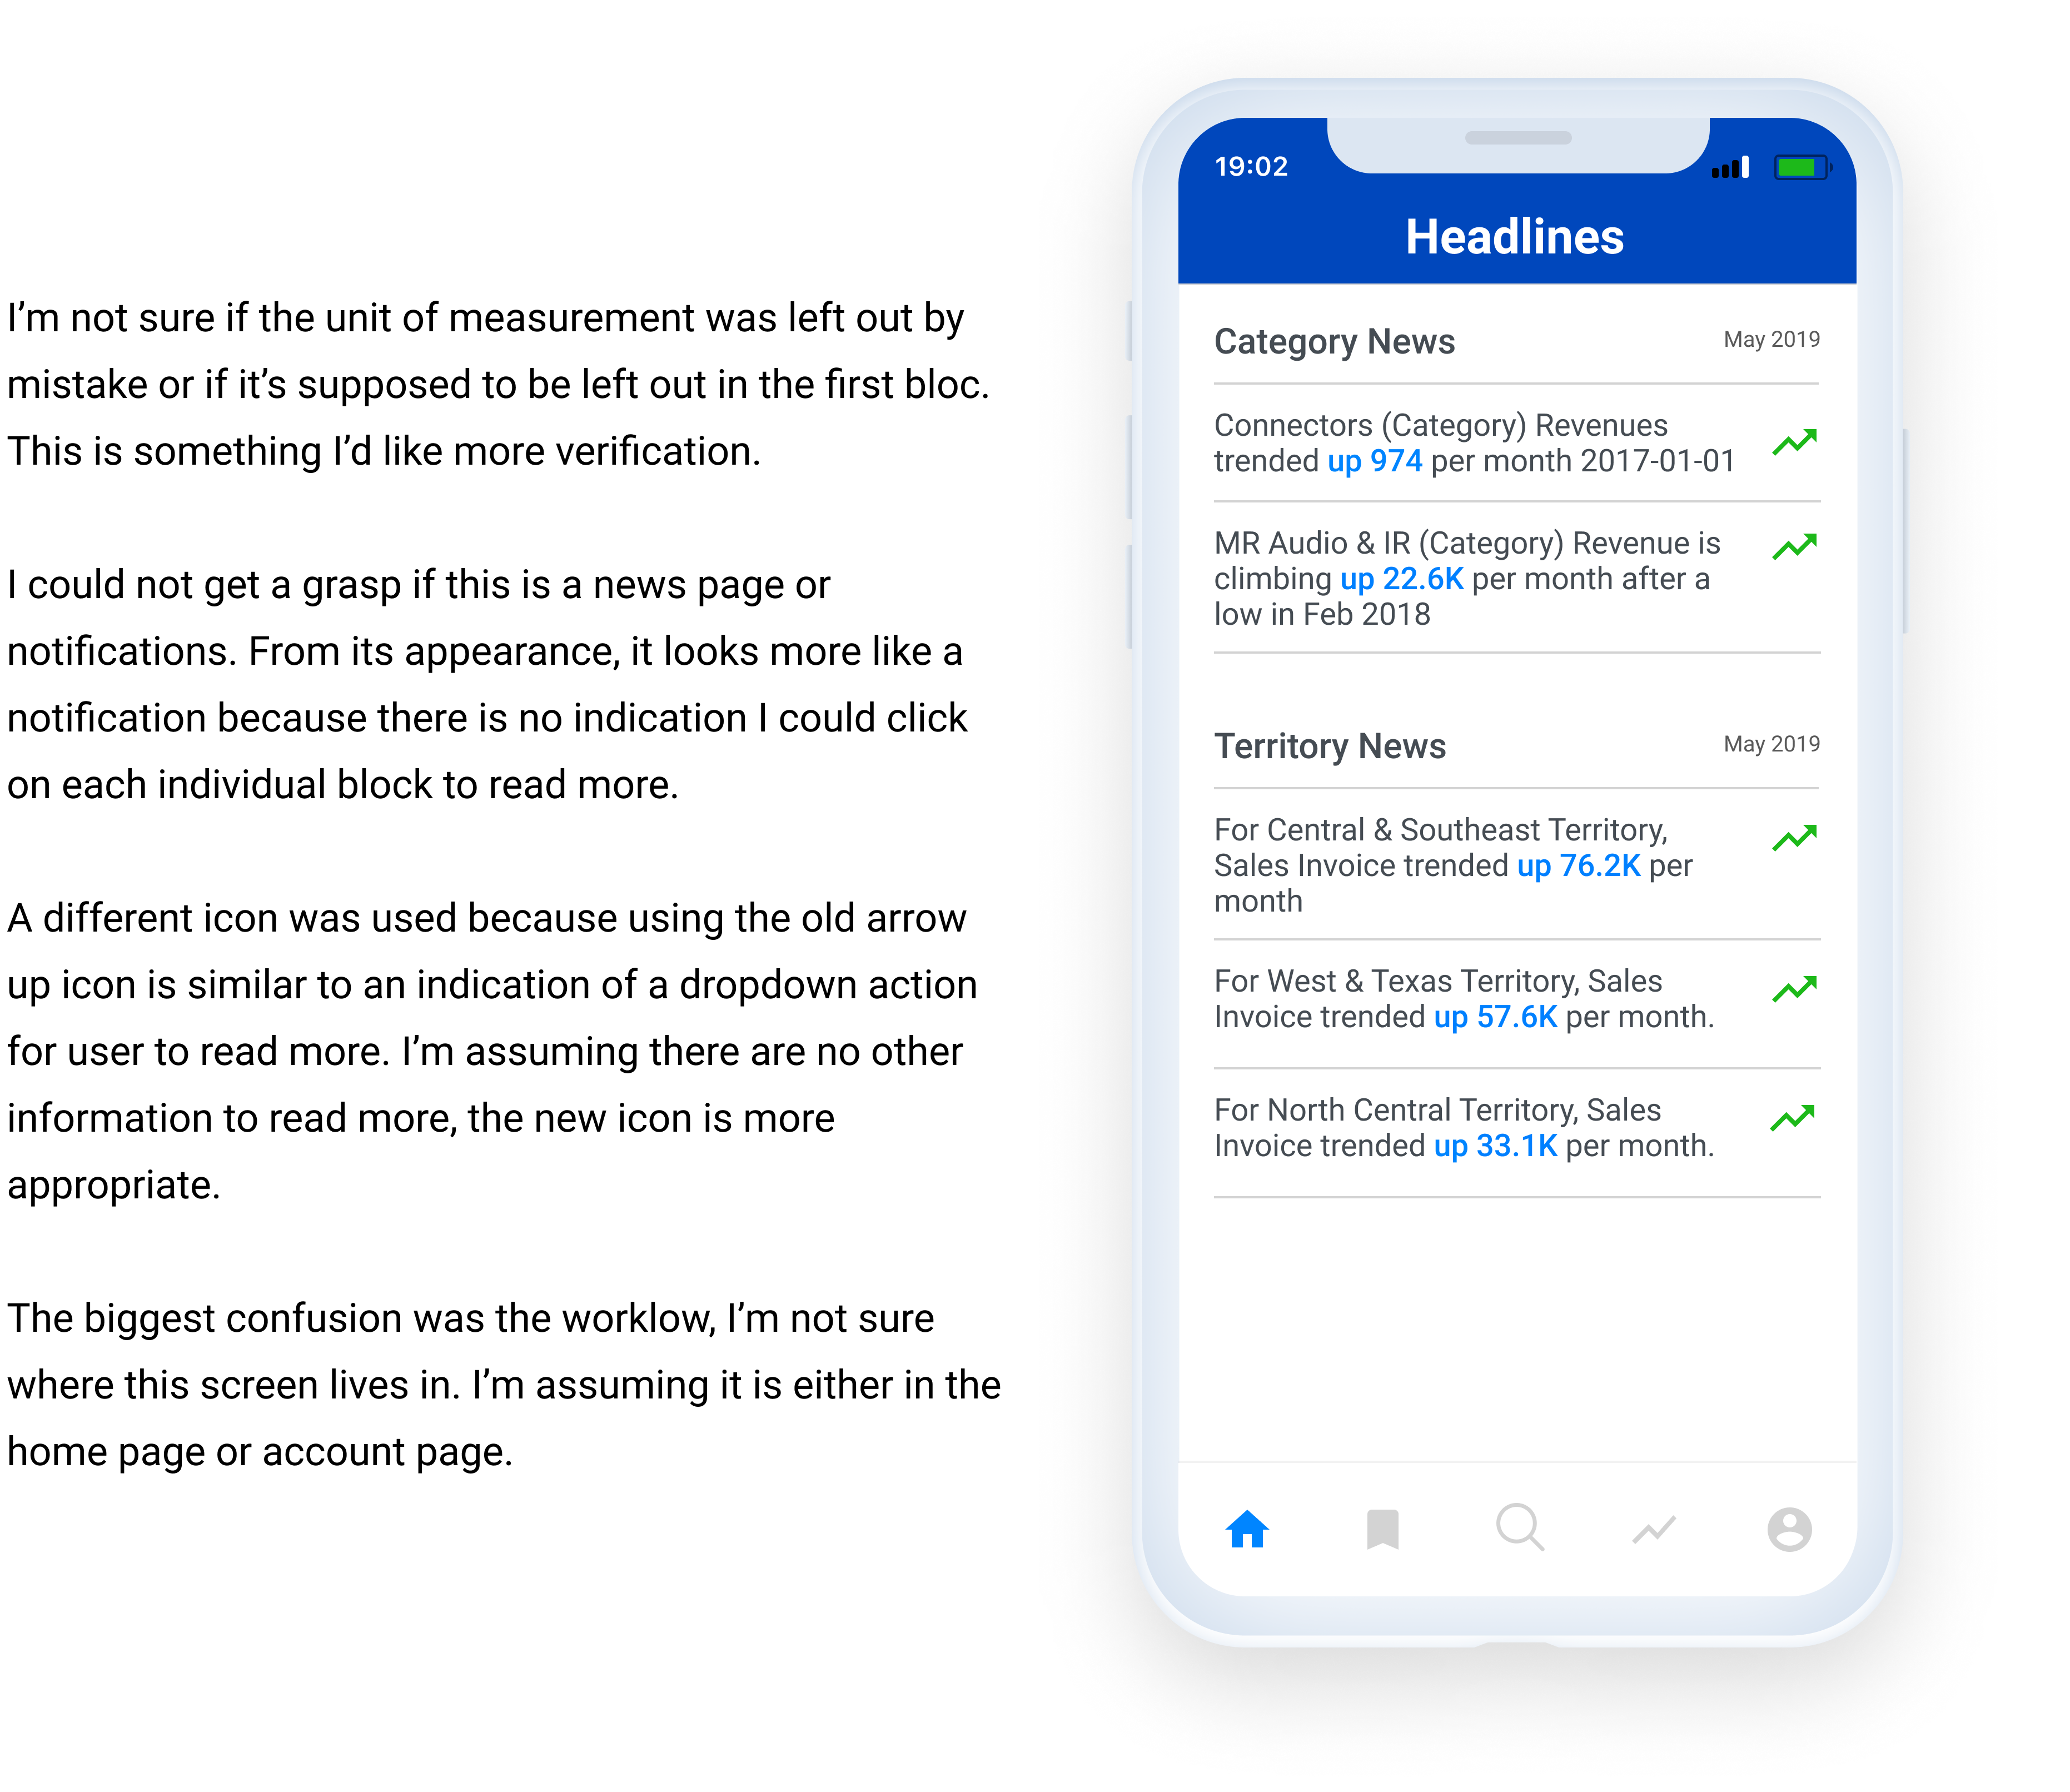 I’m not sure if the unit of measurement was left out by
mistake or if it’s supposed to be left out in the first bloc.
This is something I’d like more verification.
I could not get a grasp if this is a news page or
notifications. From its appearance, it looks more like a
notification because there is no indication I could click
on each individual block to read more.
A different icon was used because using the old arrow
up icon is similar to an indication of a dropdown action
for user to read more. I’m assuming there are no other
information to read more, the new icon is more
appropriate.
The biggest confusion was the worklow, I’m not sure
where this screen lives in. I’m assuming it is either in the
home page or account page.
19:02
Headlines
Category News May 2019
Connectors (Category) Revenues
trended up 974 per month 2017-01-01
MR Audio & IR (Category) Revenue is
climbing up 22.6K per month after a
low in Feb 2018
Territory News May 2019
For Central & Southeast Territory,
Sales Invoice trended up 76.2K per
month
For West & Texas Territory, Sales
Invoice trended up 57.6K per month.
For North Central Territory, Sales
Invoice trended up 33.1K per month.